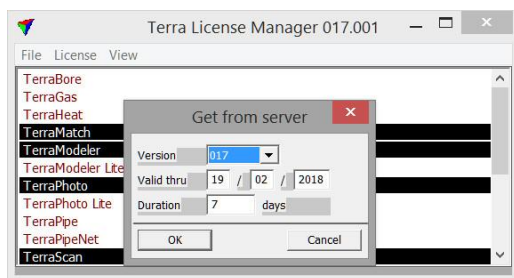 Terra License Manager 017.001
File License View
TerraBore
TerraGas
TerraHeat
TerraMatch
TerraModeler
TerraModeler Lite
TerraPhoto
TerraPhoto Lite
TerraPipe
TerraPipeNet
TerraScan
Get from server
Version 017
Valid thru 19 / 02 / 2018
Duration 7 days
OK Cancel